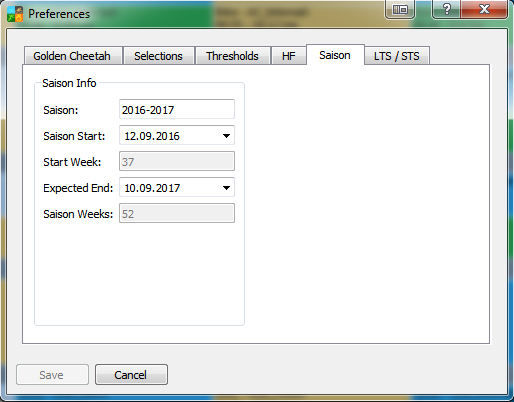 Preferences
?
Golden Cheetah Selections Thresholds HF Saison LTS / STS
Saison Info
Saison: 2016-2017
Saison Start: 12.09.2016
Start Week: 37
Expected End: 10.09.2017
Saison Weeks: 52
Save Cancel